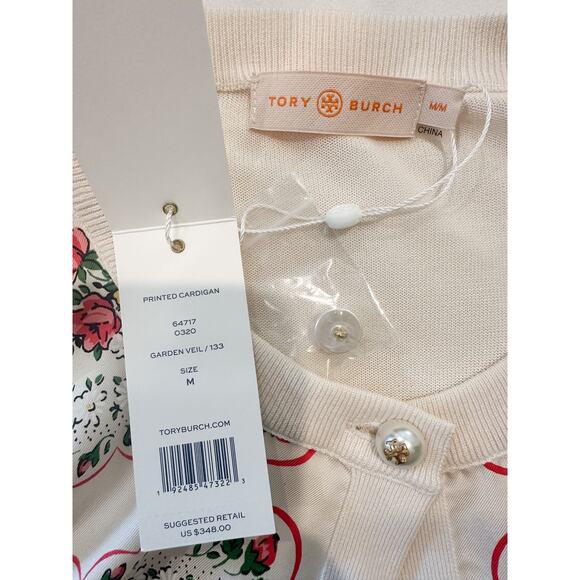 TORY BURCH
M/M
CHINA
PRINTED CARDIGAN
64717
0320
GARDEN VEIL / 133
SIZE
M
TORYBURCH.COM
1 92485 47322 3
SUGGESTED RETAIL
US $348.00